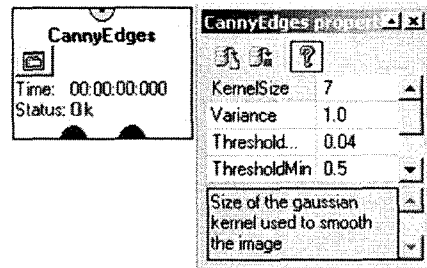 CannyEdges
Time: 00:00:00:000
Status: Ok
CannyEdges propert
KernelSize 7
Variance 1.0
Threshold... 0.04
ThresholdMin 0.5
Size of the gaussian
kernel used to smooth
the image